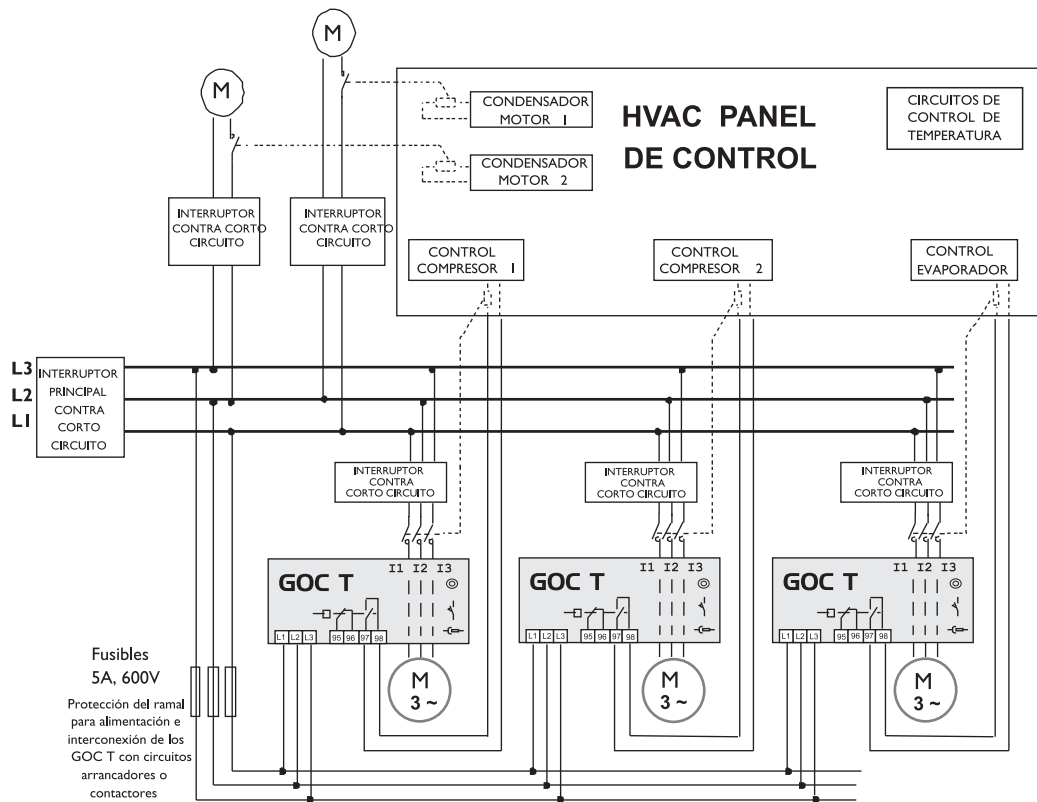 M
M
CONDENSADOR
MOTOR 1
CONDENSADOR
MOTOR 2
HVAC PANEL
DE CONTROL
CIRCUITOS DE
CONTROL DE
TEMPERATURA
INTERRUPTOR
CONTRA CORTO
CIRCUITO
INTERRUPTOR
CONTRA CORTO
CIRCUITO
CONTROL
COMPRESOR 1
CONTROL
COMPRESOR 2
CONTROL
EVAPORADOR
L3
L2
L1
INTERRUPTOR
PRINCIPAL
CONTRA
CORTO
CIRCUITO
INTERRUPTOR
CONTRA
CORTO CIRCUITO
INTERRUPTOR
CONTRA
CORTO CIRCUITO
INTERRUPTOR
CONTRA
CORTO CIRCUITO
GOC T
I1 I2 I3
L1 L2 L3 95 96 97 98
M
3 ~
GOC T
I1 I2 I3
L1 L2 L3 95 96 97 98
M
3 ~
GOC T
I1 I2 I3
L1 L2 L3 95 96 97 98
M
3 ~
Fusibles
5A, 600V
Protección del ramal
para alimentación e
interconexión de los
GOC T con circuitos
arrancadores o
contactores